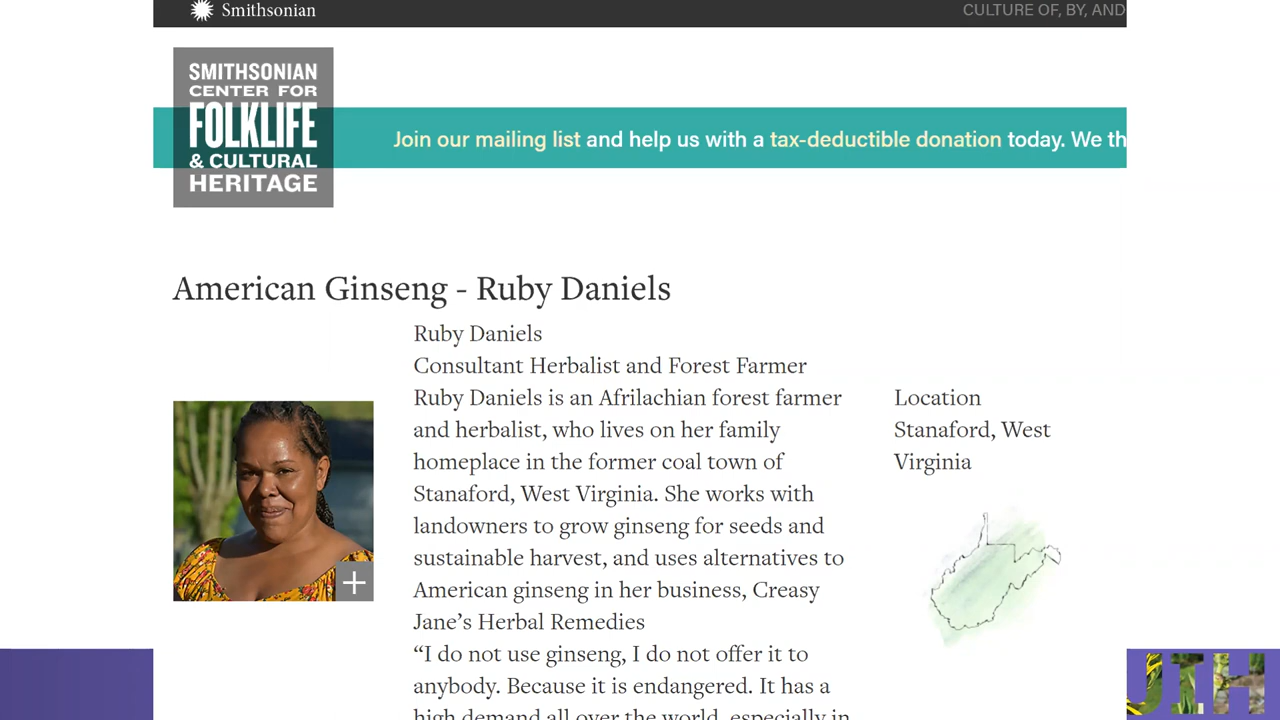 Smithsonian
CULTURE OF, BY, AND
SMITHSONIAN
CENTER FOR
FOLKLIFE
& CULTURAL
HERITAGE
Join our mailing list and help us with a tax-deductible donation today. We th
American Ginseng - Ruby Daniels
Ruby Daniels
Consultant Herbalist and Forest Farmer
Ruby Daniels is an Afrilachian forest farmer
and herbalist, who lives on her family
homeplace in the former coal town of
Stanaford, West Virginia. She works with
landowners to grow ginseng for seeds and
sustainable harvest, and uses alternatives to
American ginseng in her business, Creasy
Jane’s Herbal Remedies
“I do not use ginseng, I do not offer it to
anybody. Because it is endangered. It has a
high demand all over the world, especially in
Location
Stanaford, West
Virginia
JTH